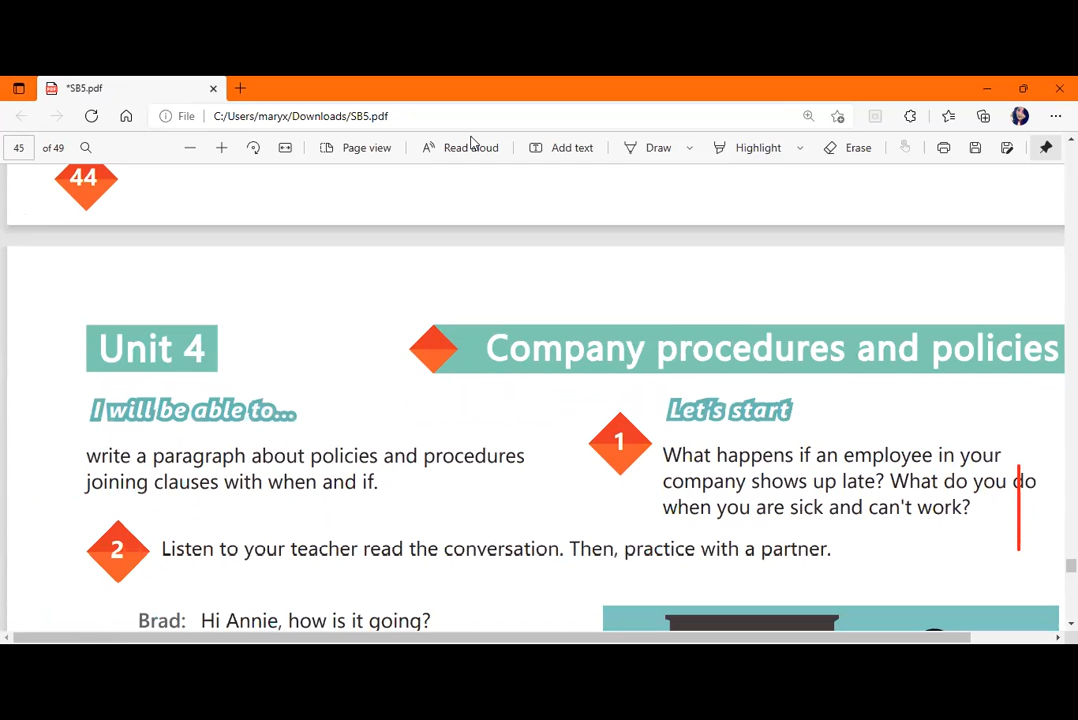 *SB5.pdf
File C:/Users/maryx/Downloads/SB5.pdf
45 of 49 Page view Read aloud Add text Draw Highlight Erase
44
Unit 4
Company procedures and policies
I will be able to...
write a paragraph about policies and procedures
joining clauses with when and if.
Let's start
1
What happens if an employee in your
company shows up late? What do you do
when you are sick and can't work?
2
Listen to your teacher read the conversation. Then, practice with a partner.
Brad: Hi Annie, how is it going?